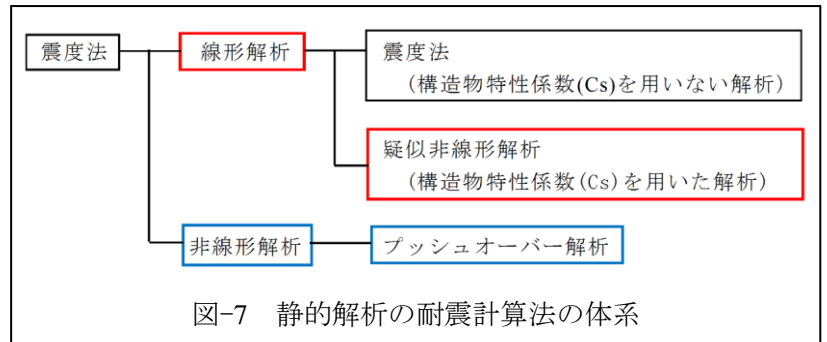 震度法
線形解析
震度法
(構造物特性係数(Cs)を用いない解析)
疑似非線形解析
(構造物特性係数(Cs)を用いた解析)
非線形解析
プッシュオーバー解析
図-7 静的解析の耐震計算法の体系